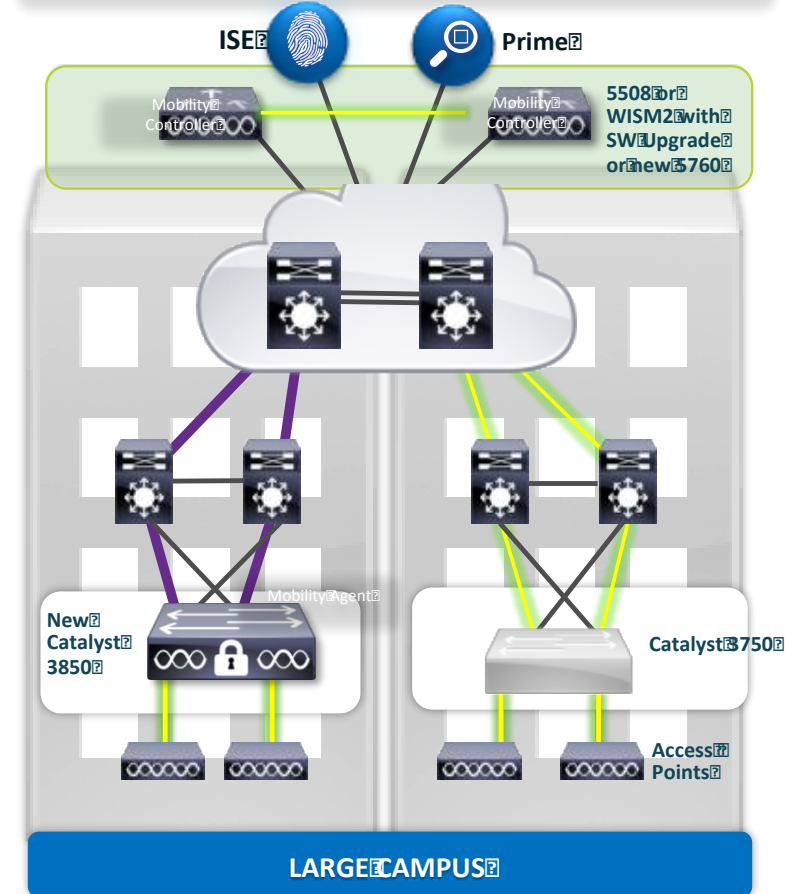 ISE
Prime
Mobility
Controller
Mobility
Controller
5508 or
WISM2 with
SW Upgrade
or new 5760
Mobility Agent
New
Catalyst
3850
Catalyst 3750
Access
Points
LARGE CAMPUS